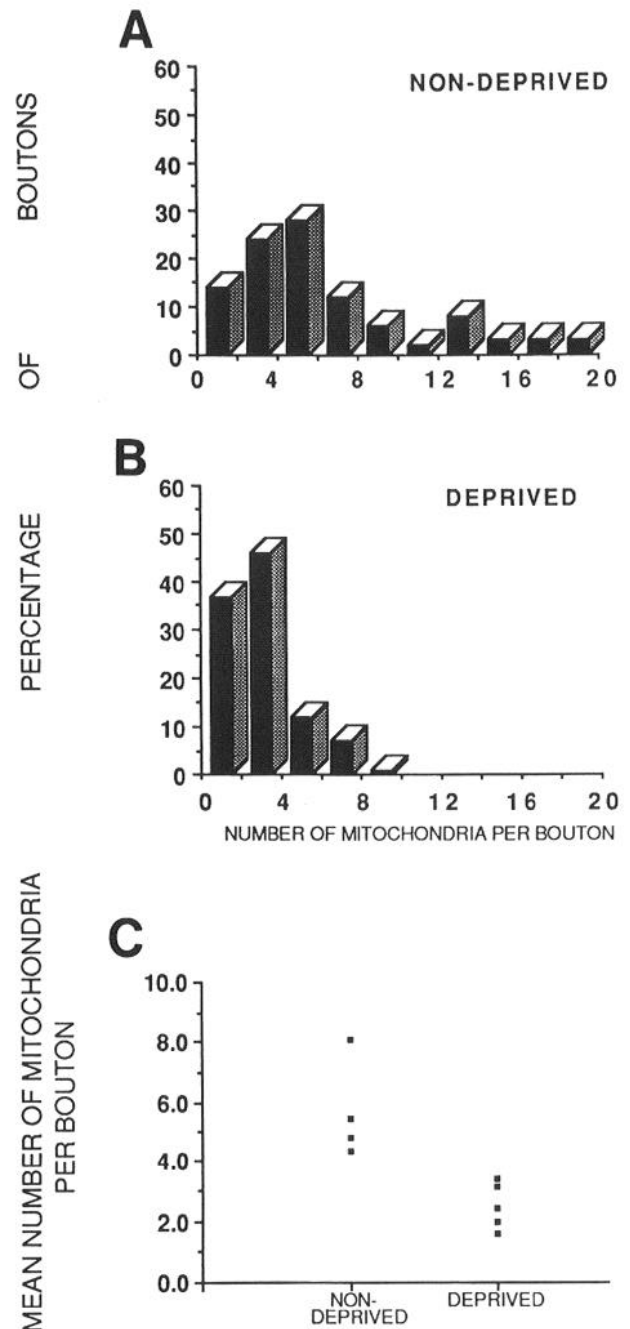 A
NON-DEPRIVED
60
50
40
30
20
10
0
0 4 8 12 16 20
PERCENTAGE OF BOUTONS
B
DEPRIVED
60
50
40
30
20
10
0
0 4 8 12 16 20
NUMBER OF MITOCHONDRIA PER BOUTON
C
MEAN NUMBER OF MITOCHONDRIA
PER BOUTON
10.0
8.0
6.0
4.0
2.0
0.0
NON-
DEPRIVED
DEPRIVED